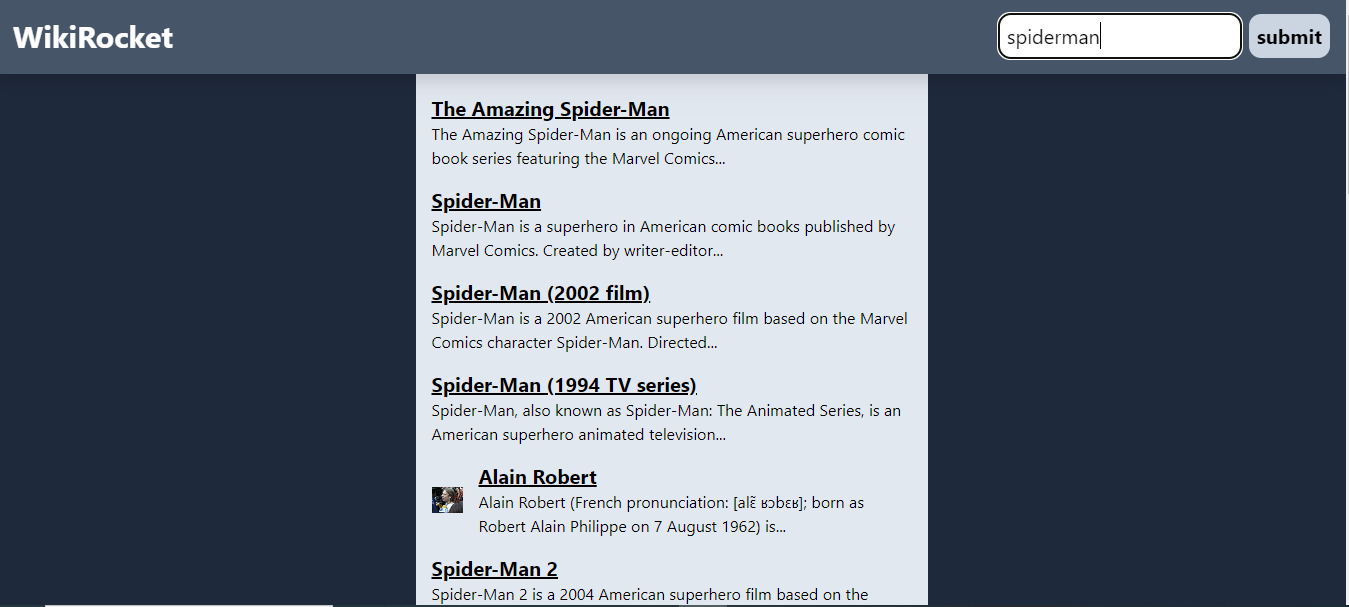 WikiRocket
spiderman
submit
The Amazing Spider-Man
The Amazing Spider-Man is an ongoing American superhero comic
book series featuring the Marvel Comics...
Spider-Man
Spider-Man is a superhero in American comic books published by
Marvel Comics. Created by writer-editor...
Spider-Man (2002 film)
Spider-Man is a 2002 American superhero film based on the Marvel
Comics character Spider-Man. Directed...
Spider-Man (1994 TV series)
Spider-Man, also known as Spider-Man: The Animated Series, is an
American superhero animated television...
Alain Robert
Alain Robert (French pronunciation: [alɛ̃ ʁɔbɛʁ]; born as
Robert Alain Philippe on 7 August 1962) is...
Spider-Man 2
Spider-Man 2 is a 2004 American superhero film based on the